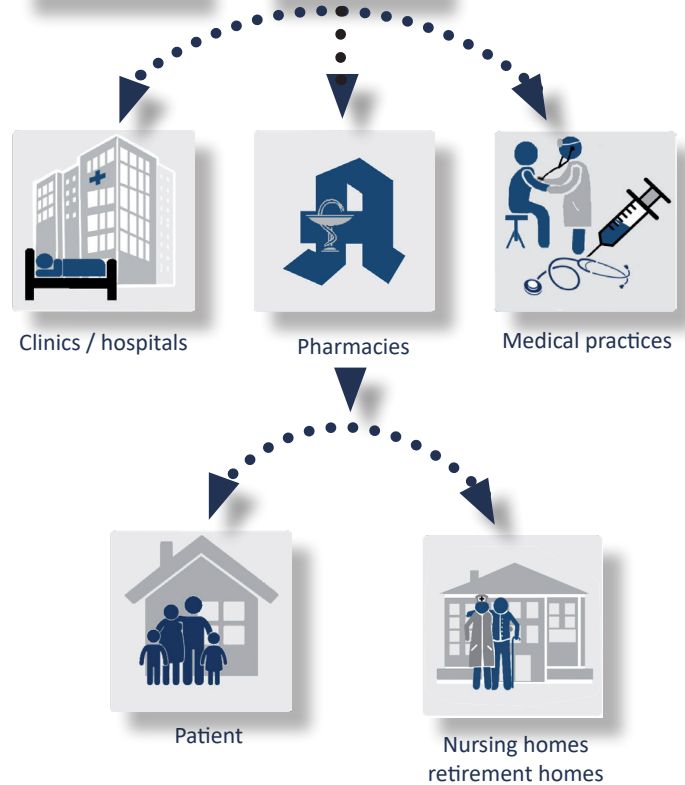 Clinics / hospitals
Pharmacies
Medical practices
Patient
Nursing homes
retirement homes